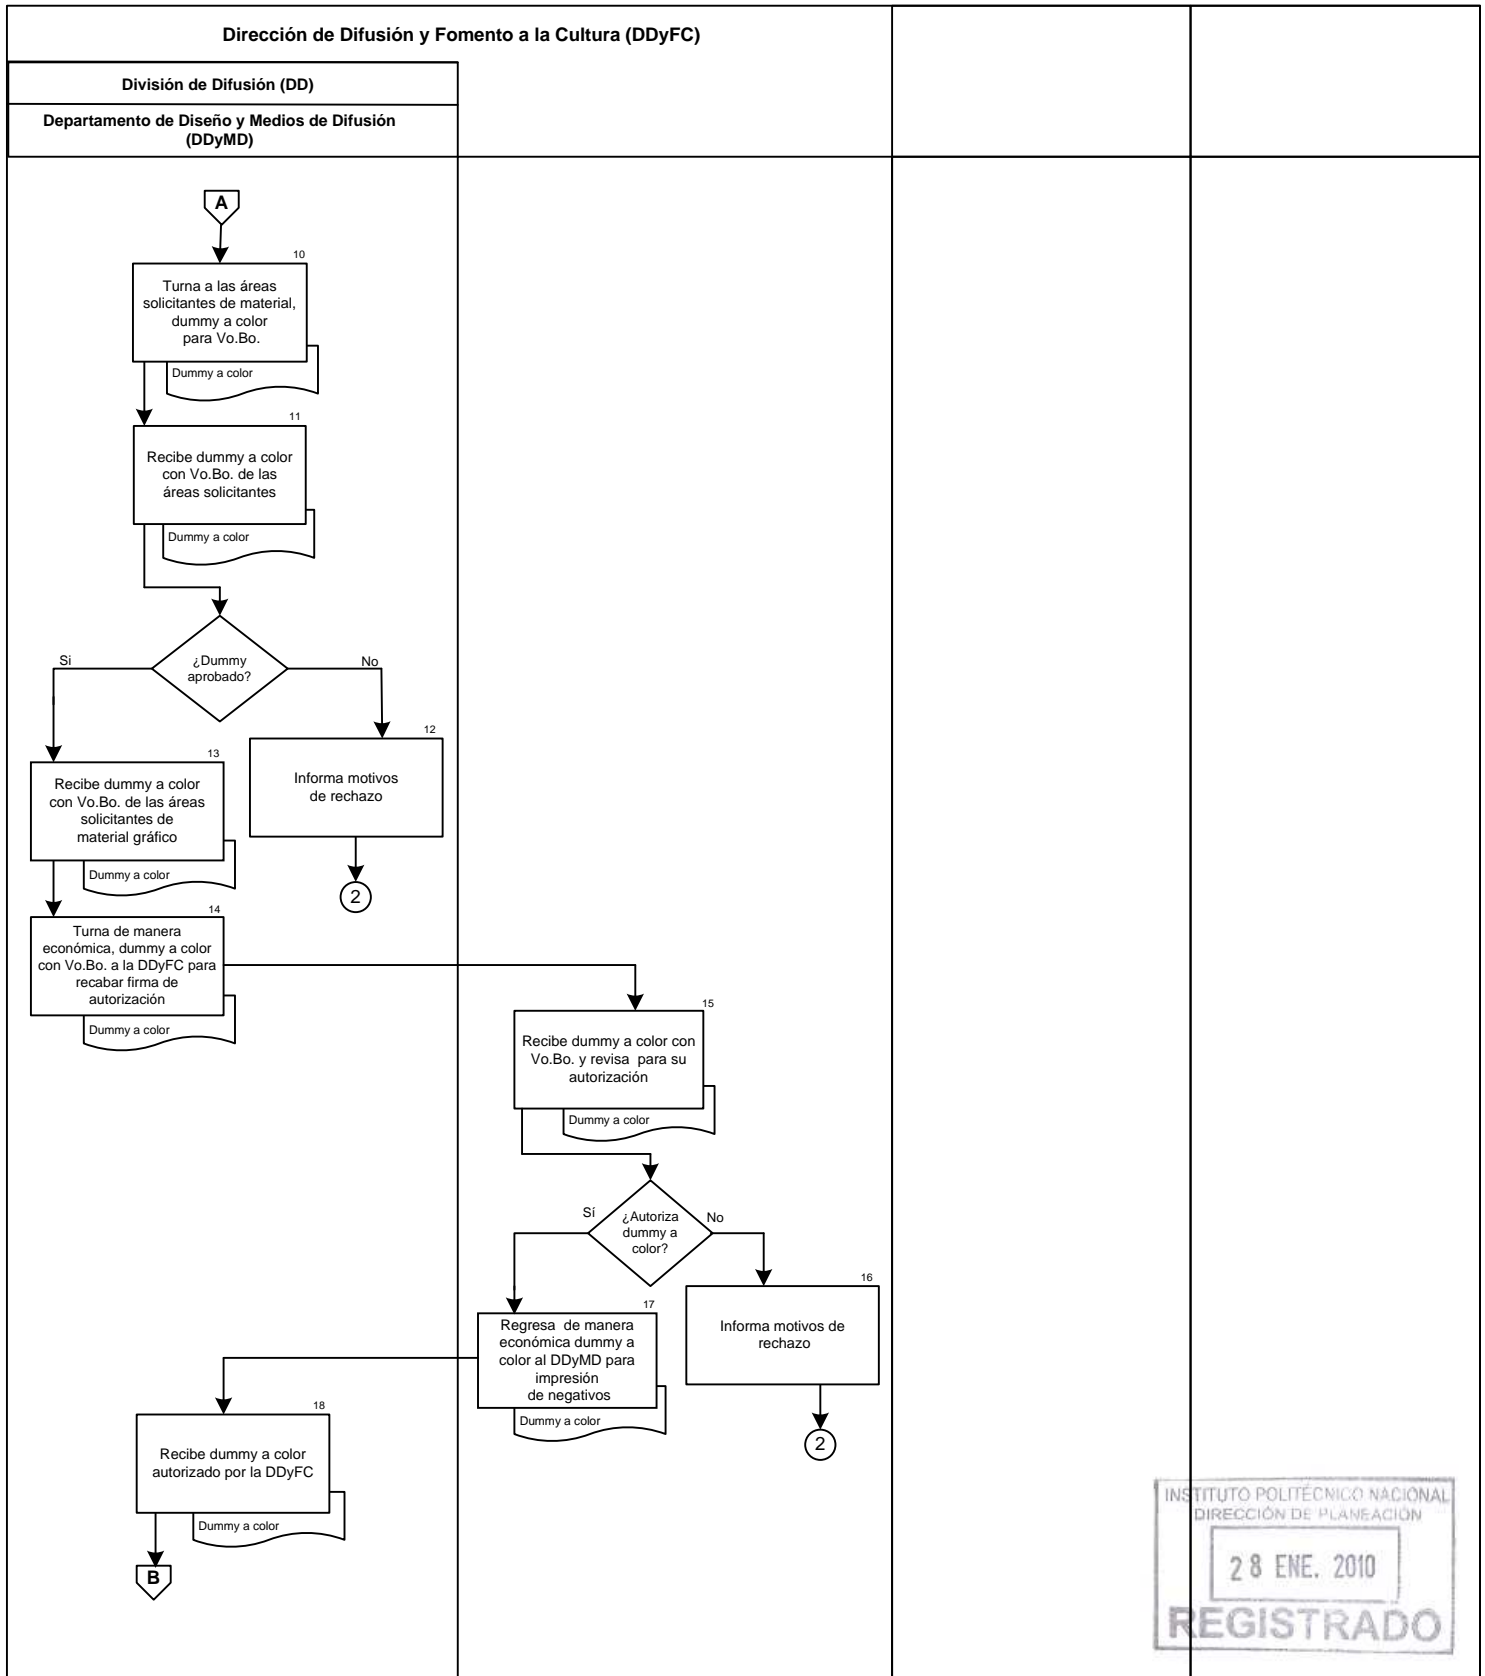 Dirección de Difusión y Fomento a la Cultura (DDyFC)
División de Difusión (DD)
Departamento de Diseño y Medios de Difusión
(DDyMD)
A
10
Turna a las áreas
solicitantes de material,
dummy a color
para Vo.Bo.
Dummy a color
11
Recibe dummy a color
con Vo.Bo. de las
áreas solicitantes
Dummy a color
¿Dummy
aprobado?
Si
No
12
Informa motivos
de rechazo
2
13
Recibe dummy a color
con Vo.Bo. de las áreas
solicitantes de
material gráfico
Dummy a color
14
Turna de manera
económica, dummy a color
con Vo.Bo. a la DDyFC para
recabar firma de
autorización
Dummy a color
15
Recibe dummy a color con
Vo.Bo. y revisa para su
autorización
Dummy a color
¿Autoriza
dummy a
color?
Sí
No
16
Informa motivos de
rechazo
2
17
Regresa de manera
económica dummy a
color al DDyMD para
impresión
de negativos
Dummy a color
18
Recibe dummy a color
autorizado por la DDyFC
Dummy a color
B
INSTITUTO POLITÉCNICO NACIONAL
DIRECCIÓN DE PLANEACIÓN
28 ENE. 2010
REGISTRADO